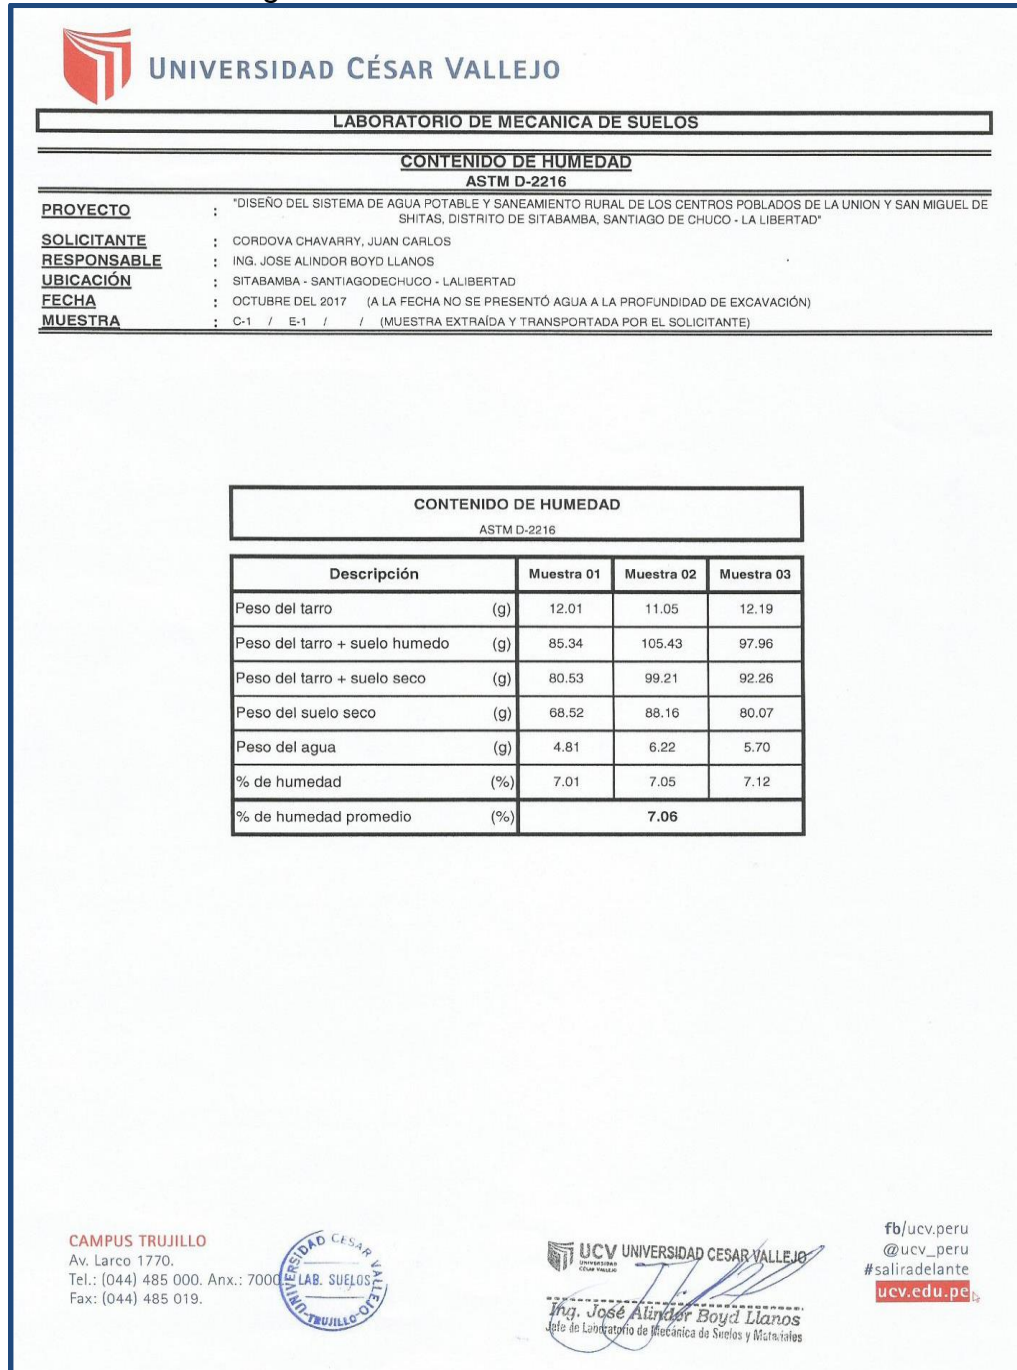 UNIVERSIDAD CÉSAR VALLEJO
LABORATORIO DE MECANICA DE SUELOS
CONTENIDO DE HUMEDAD
ASTM D-2216
PROYECTO : "DISEÑO DEL SISTEMA DE AGUA POTABLE Y SANEAMIENTO RURAL DE LOS CENTROS POBLADOS DE LA UNION Y SAN MIGUEL DE
SHITAS, DISTRITO DE SITABAMBA, SANTIAGO DE CHUCO - LA LIBERTAD"
SOLICITANTE : CORDOVA CHAVARRY, JUAN CARLOS
RESPONSABLE : ING. JOSE ALINDOR BOYD LLANOS
UBICACIÓN : SITABAMBA - SANTIAGODECHUCO - LALIBERTAD
FECHA : OCTUBRE DEL 2017 (A LA FECHA NO SE PRESENTÓ AGUA A LA PROFUNDIDAD DE EXCAVACIÓN)
MUESTRA : C-1 / E-1 / / (MUESTRA EXTRAÍDA Y TRANSPORTADA POR EL SOLICITANTE)
CONTENIDO DE HUMEDAD
ASTM D-2216
Descripción Muestra 01 Muestra 02 Muestra 03
Peso del tarro (g) 12.01 11.05 12.19
Peso del tarro + suelo humedo (g) 85.34 105.43 97.96
Peso del tarro + suelo seco (g) 80.53 99.21 92.26
Peso del suelo seco (g) 68.52 88.16 80.07
Peso del agua (g) 4.81 6.22 5.70
% de humedad (%) 7.01 7.05 7.12
% de humedad promedio (%) 7.06
CAMPUS TRUJILLO
Av. Larco 1770.
Tel.: (044) 485 000. Anx.: 7000
Fax: (044) 485 019.
UNIVERSIDAD CESAR VALLEJO
LAB. SUELOS
TRUJILLO
UCV UNIVERSIDAD CESAR VALLEJO
UNIVERSIDAD
CÉSAR VALLEJO
Ing. José Alindor Boyd Llanos
Jefe de Laboratorio de Mecánica de Suelos y Materiales
fb/ucv.peru
@ucv_peru
#saliradelante
ucv.edu.pe